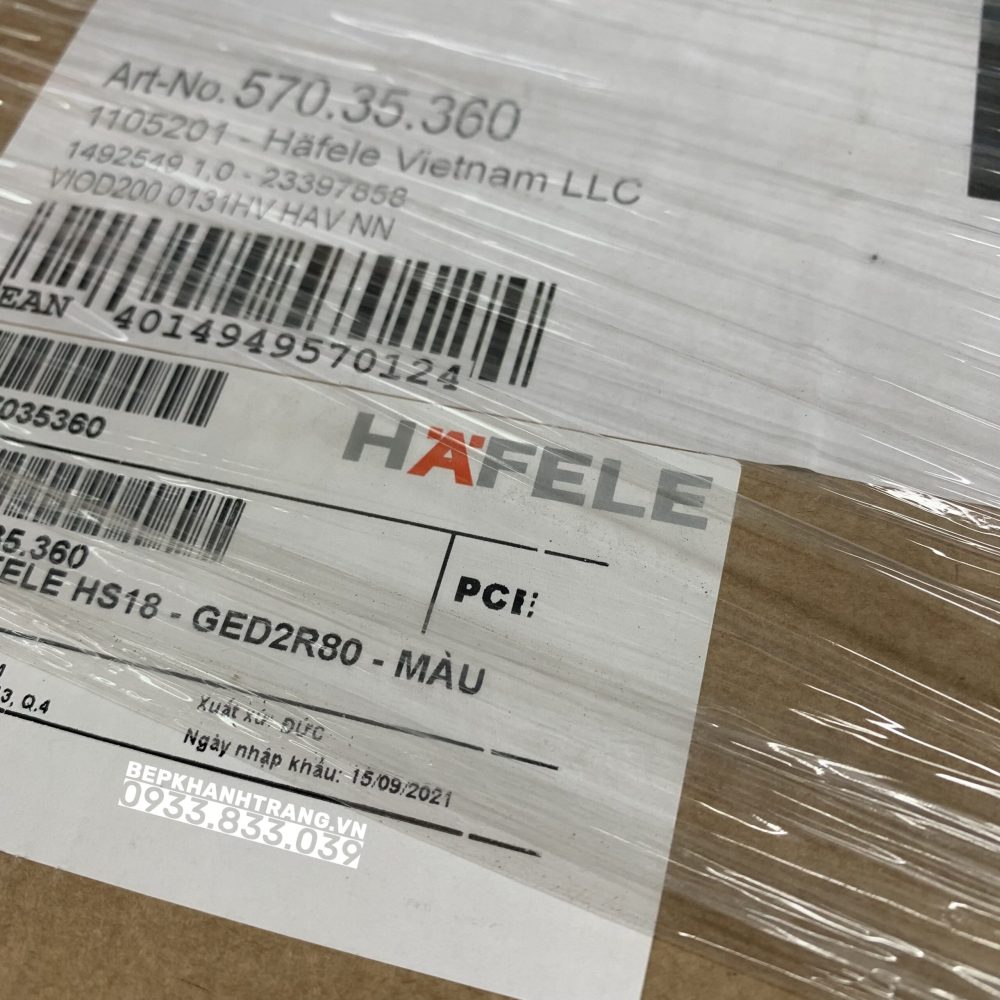 Art-No. 570.35.360
1105201 - Häfele Vietnam LLC
1492549 1,0 - 23397858
VIOD200 0131HV HAV NN
EAN 4014949570124
035360
HÄFELE
35.360
FELE HS18 - GED2R80 - MÀU
3, Q.4
Xuất xứ: ĐỨC
Ngày nhập khẩu: 15/09/2021
BEPKHANHTRANG.VN
0933.833.039